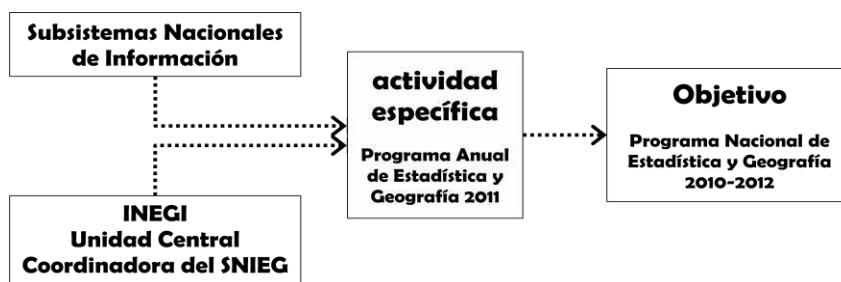 Subsistemas Nacionales
de Información
INEGI
Unidad Central
Coordinadora del SNIEG
actividad
específica
Programa Anual
de Estadística y
Geografía 2011
Objetivo
Programa Nacional de
Estadística y Geografía
2010-2012